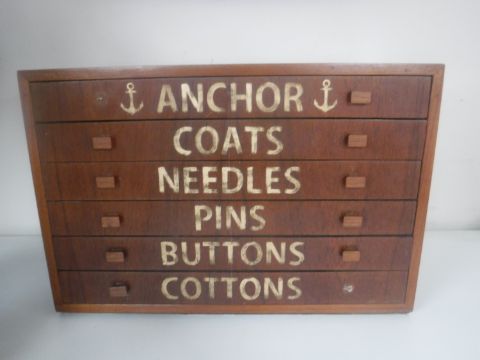 ANCHOR
COATS
NEEDLES
PINS
BUTTONS
COTTONS